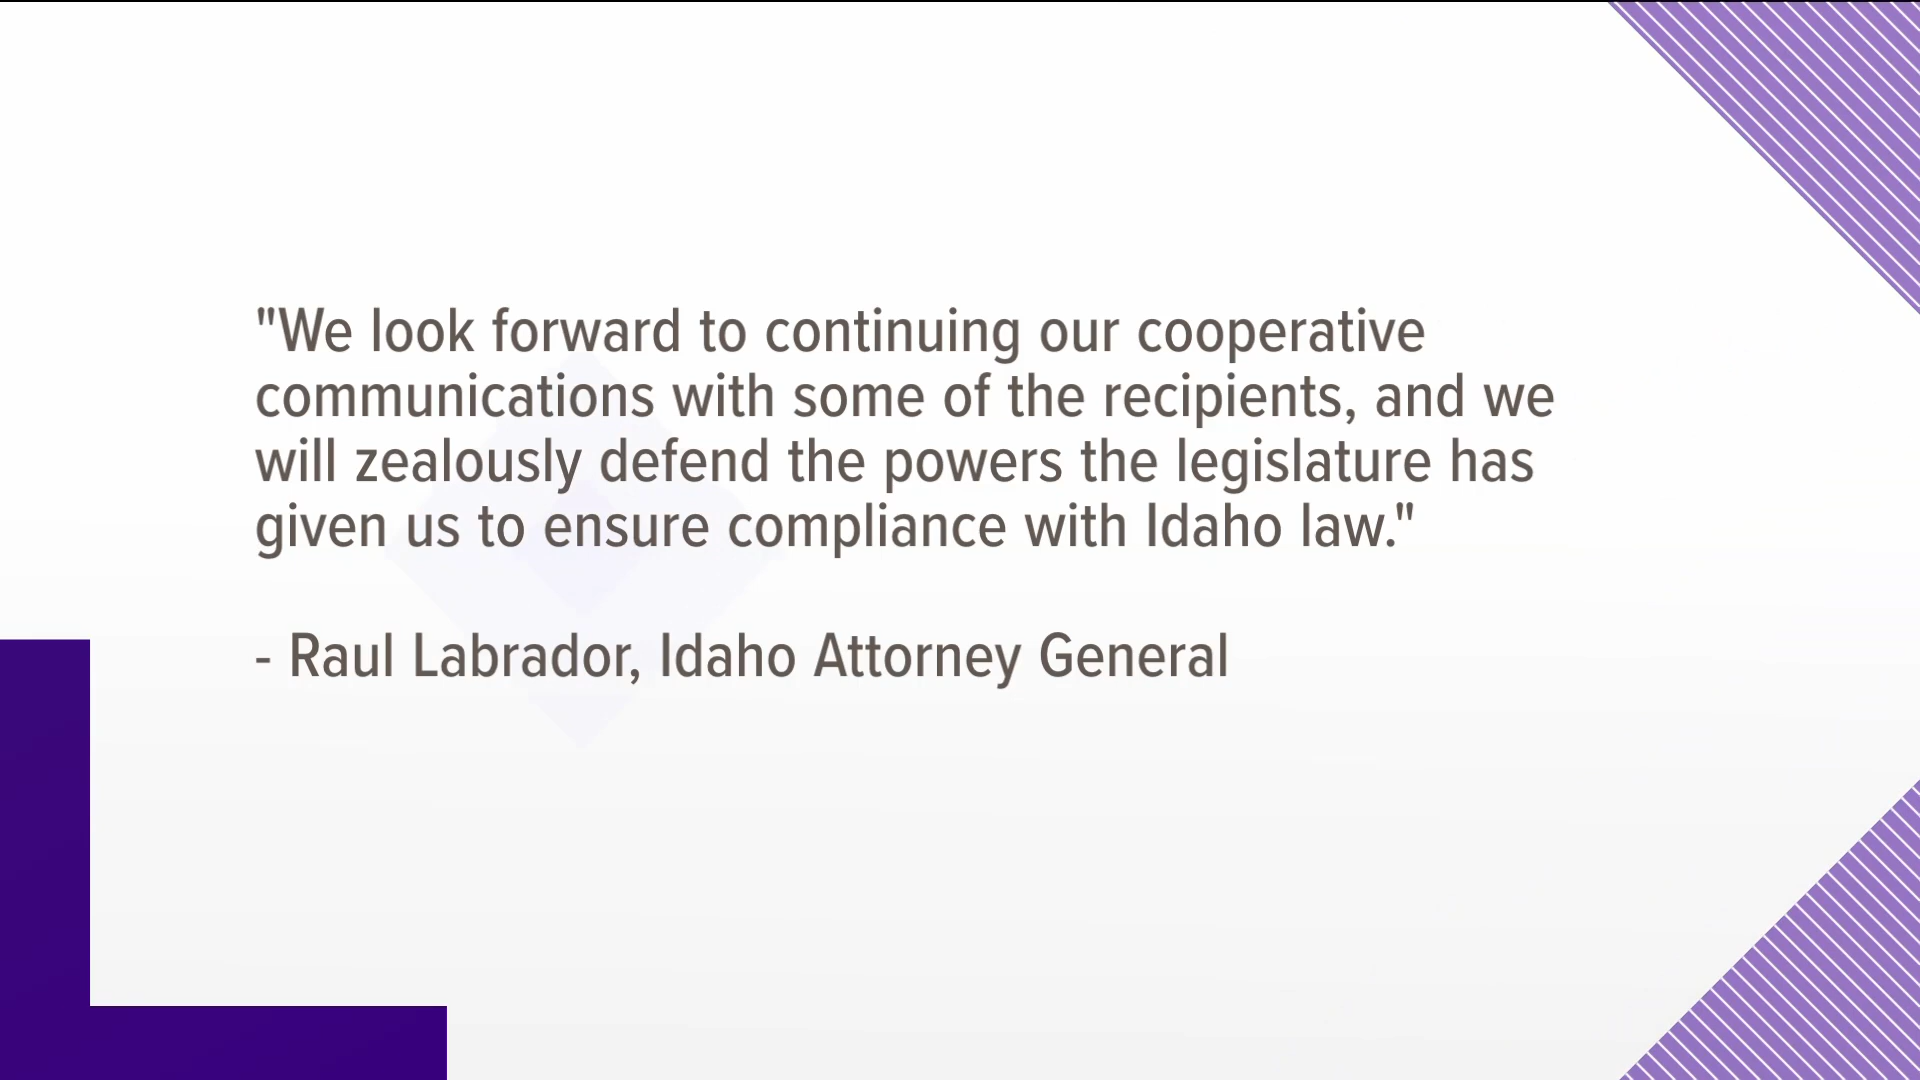 "We look forward to continuing our cooperative
communications with some of the recipients, and we
will zealously defend the powers the legislature has
given us to ensure compliance with Idaho law."
- Raul Labrador, Idaho Attorney General